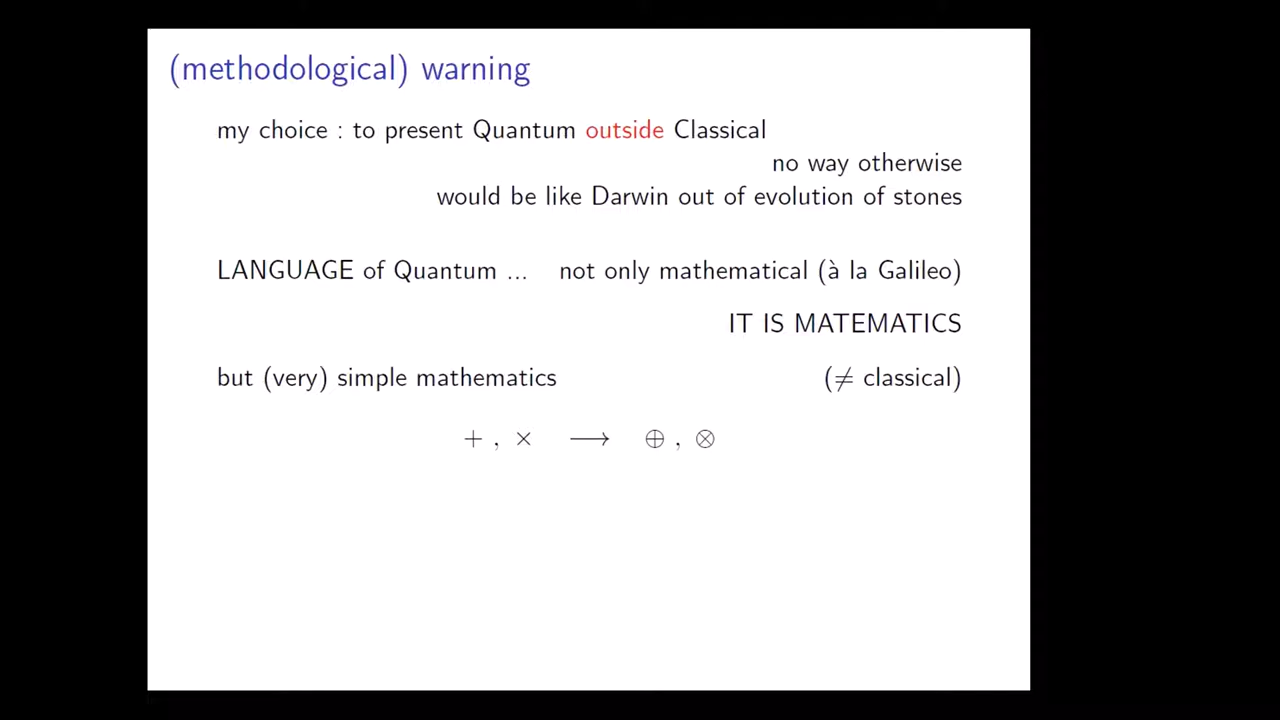 (methodological) warning
my choice : to present Quantum outside Classical
no way otherwise
would be like Darwin out of evolution of stones
LANGUAGE of Quantum ... not only mathematical (à la Galileo)
IT IS MATEMATICS
but (very) simple mathematics (≠ classical)
+ , × ⟶ ⊕ , ⊗